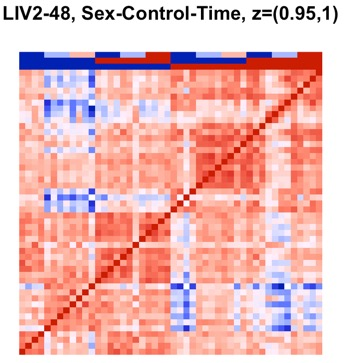 LIV2-48, Sex-Control-Time, z=(0.95,1)